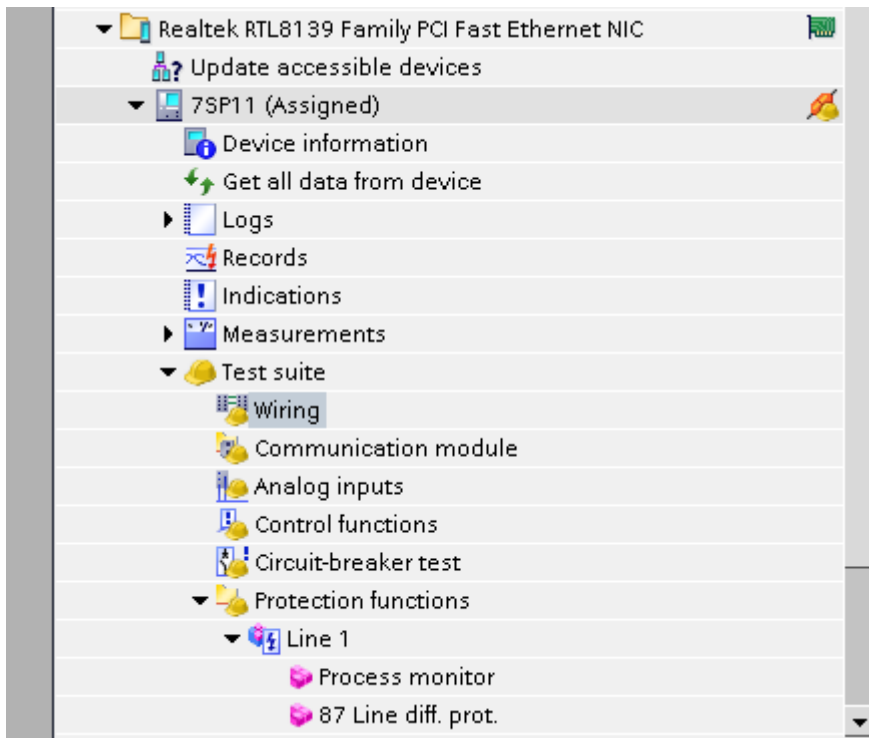 Realtek RTL8139 Family PCI Fast Ethernet NIC
Update accessible devices
7SP11 (Assigned)
Device information
Get all data from device
Logs
Records
Indications
Measurements
Test suite
Wiring
Communication module
Analog inputs
Control functions
Circuit-breaker test
Protection functions
Line 1
Process monitor
87 Line diff. prot.